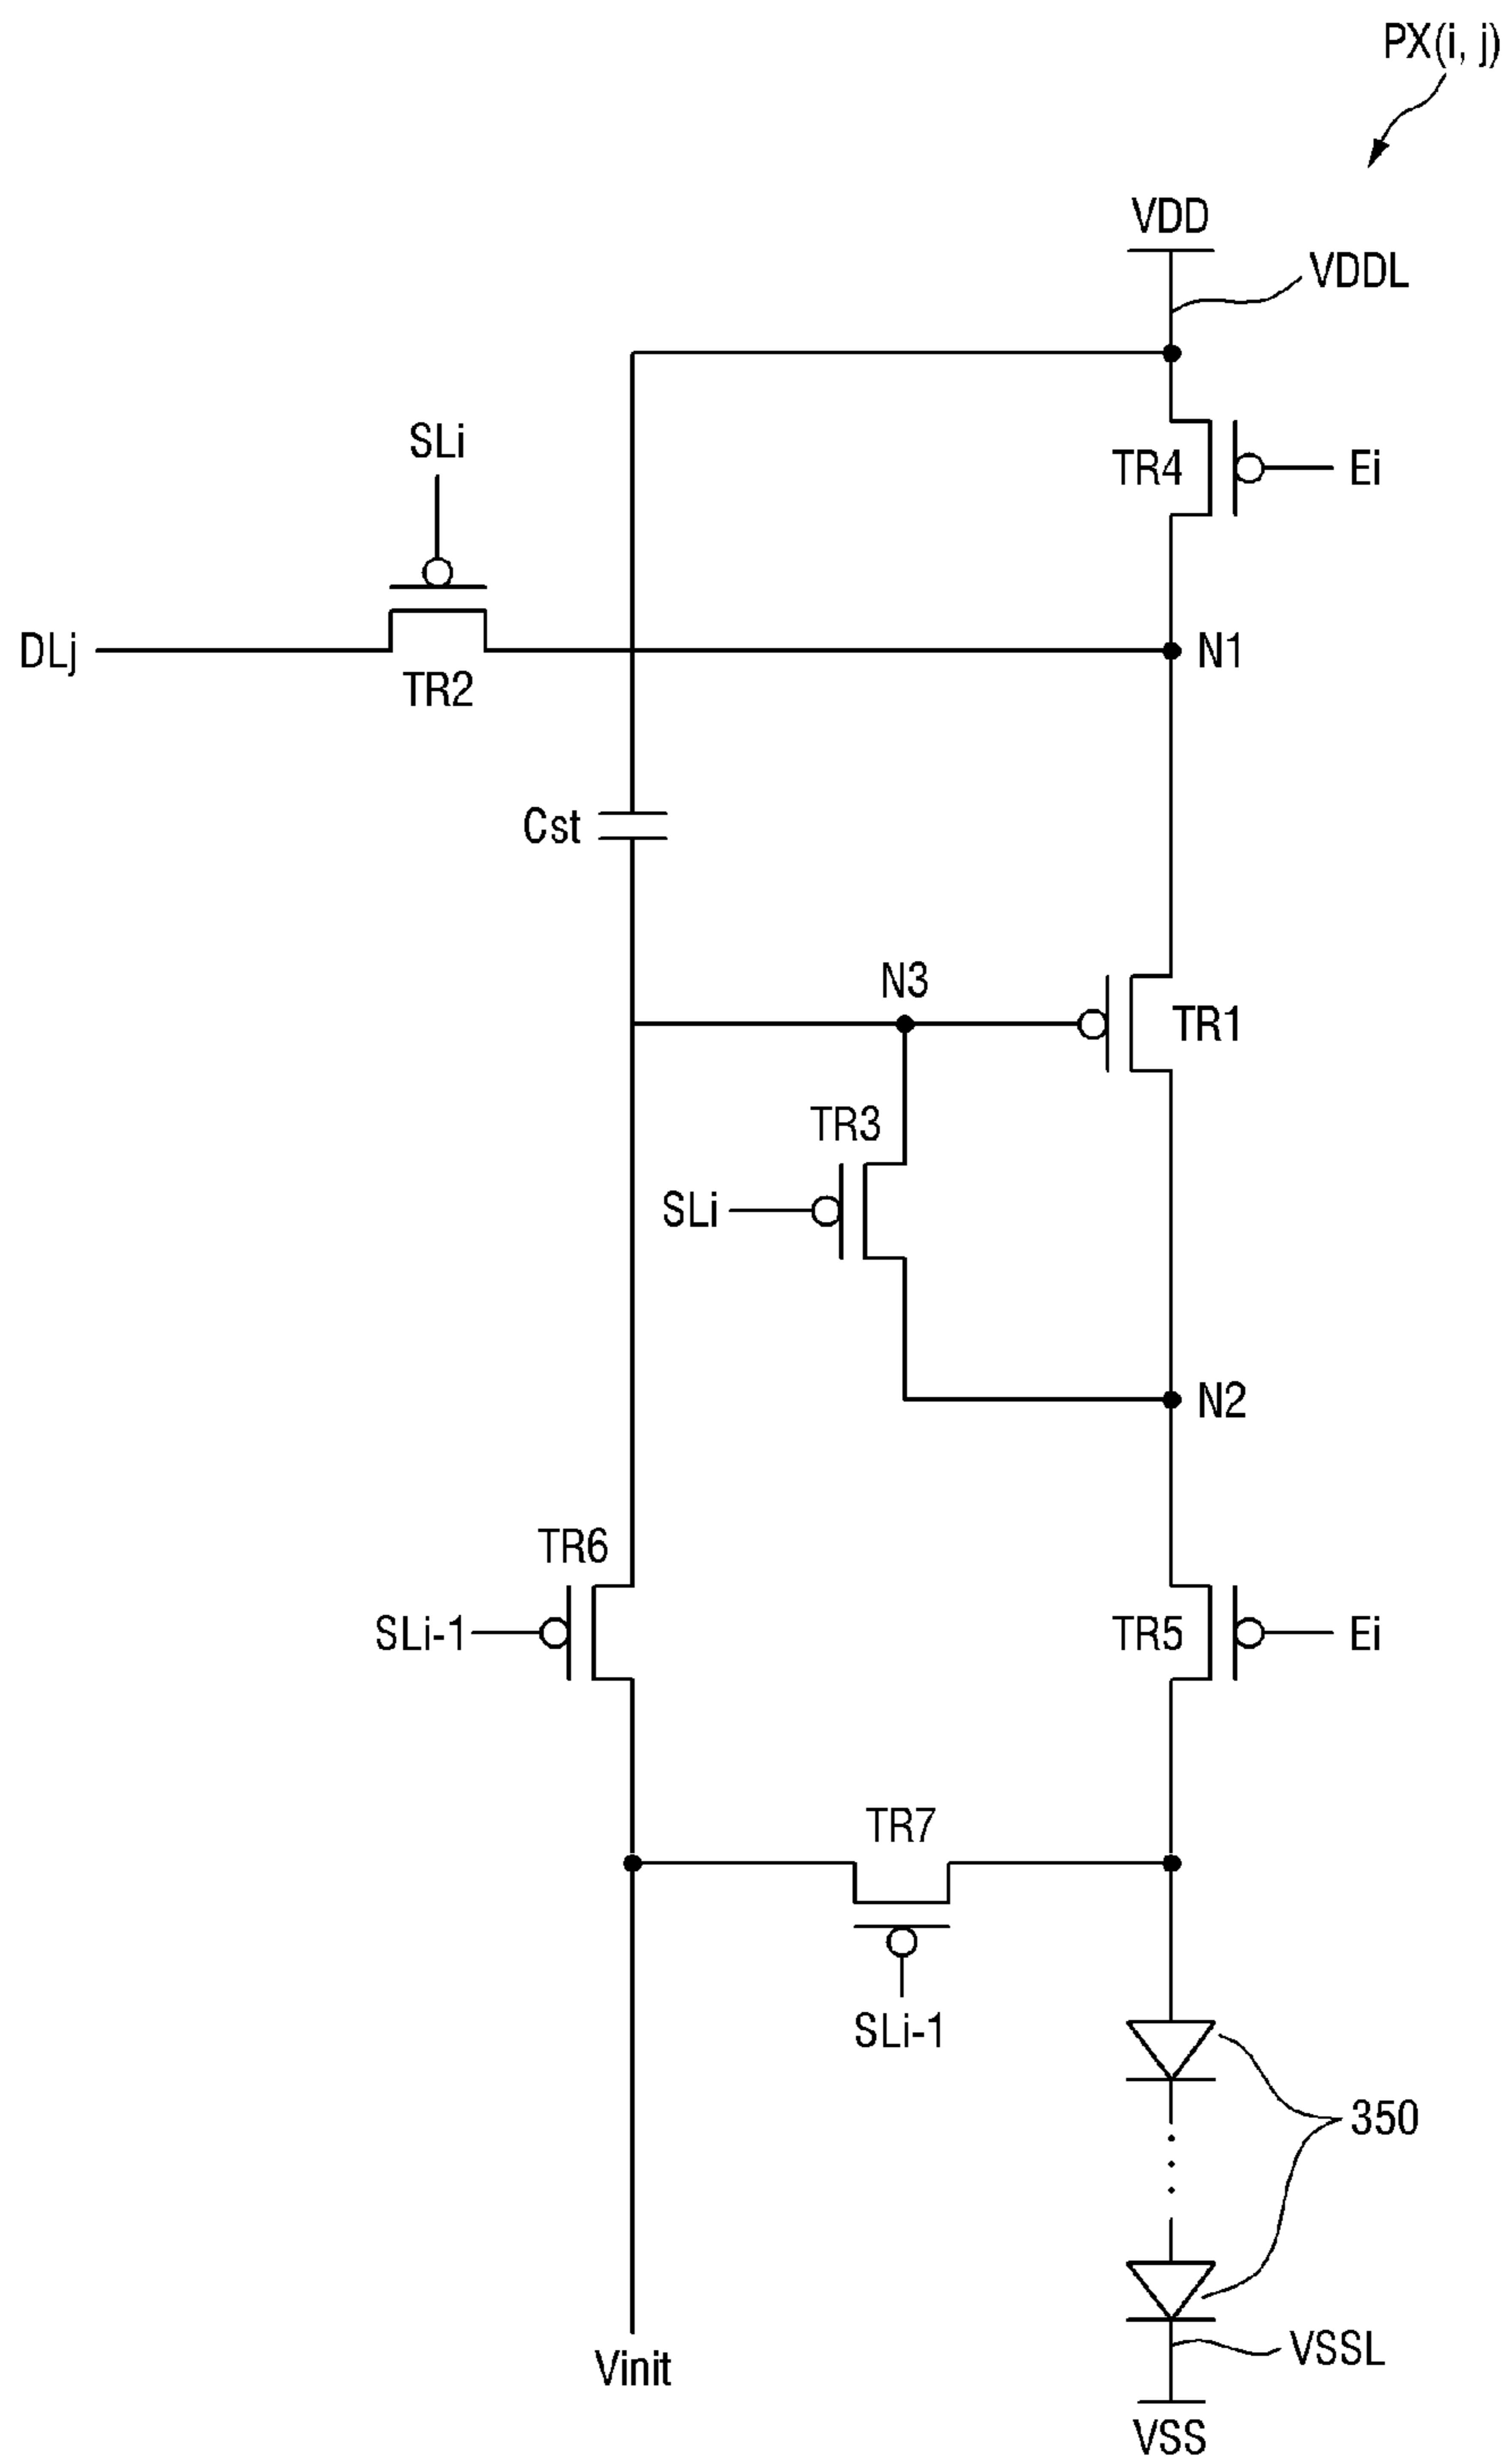 PX(i, j)
VDD
VDDL
SLi
TR4
Ei
DLj
N1
TR2
Cst
N3
TR1
TR3
SLi
N2
TR6
SLi-1
TR5
Ei
TR7
SLi-1
350
VSSL
Vinit
VSS